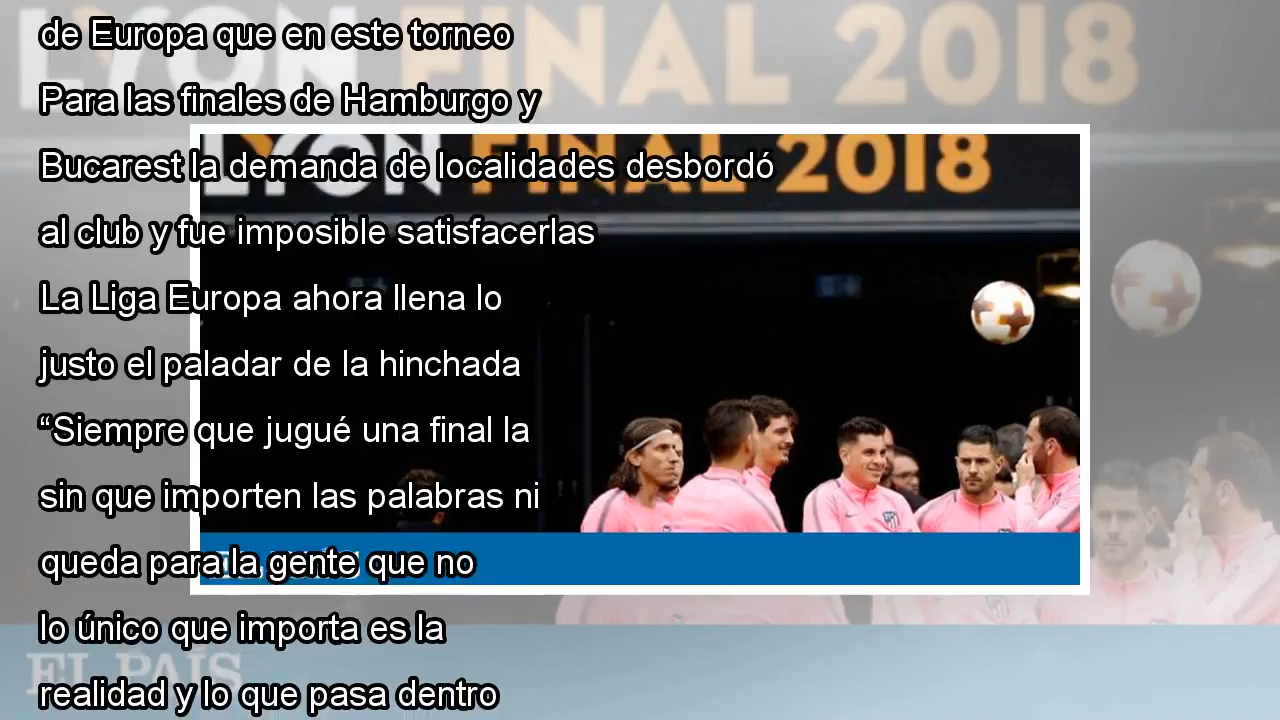 LYON FINAL 2018
de Europa que en este torneo
Para las finales de Hamburgo y
LYON FINAL 2018
Bucarest la demanda de localidades desbordó
al club y fue imposible satisfacerlas
La Liga Europa ahora llena lo
justo el paladar de la hinchada
“Siempre que jugué una final la
sin que importen las palabras ni
queda para la gente que no
lo único que importa es la
EL PAÍS
realidad y lo que pasa dentro